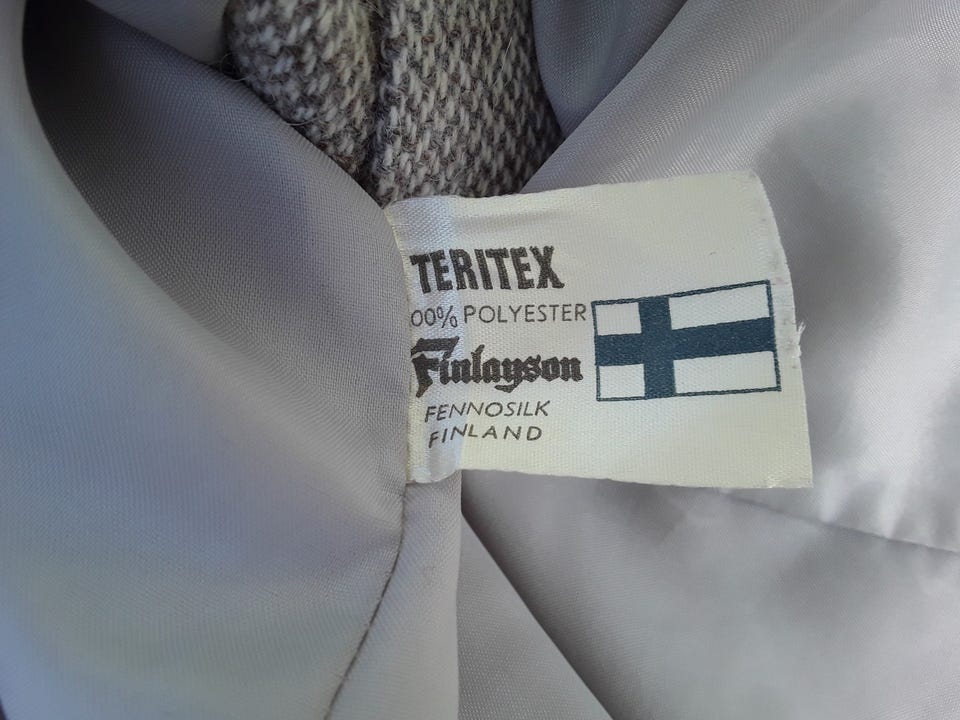 TERITEX
00% POLYESTER
Finlayson
FENNOSILK
FINLAND